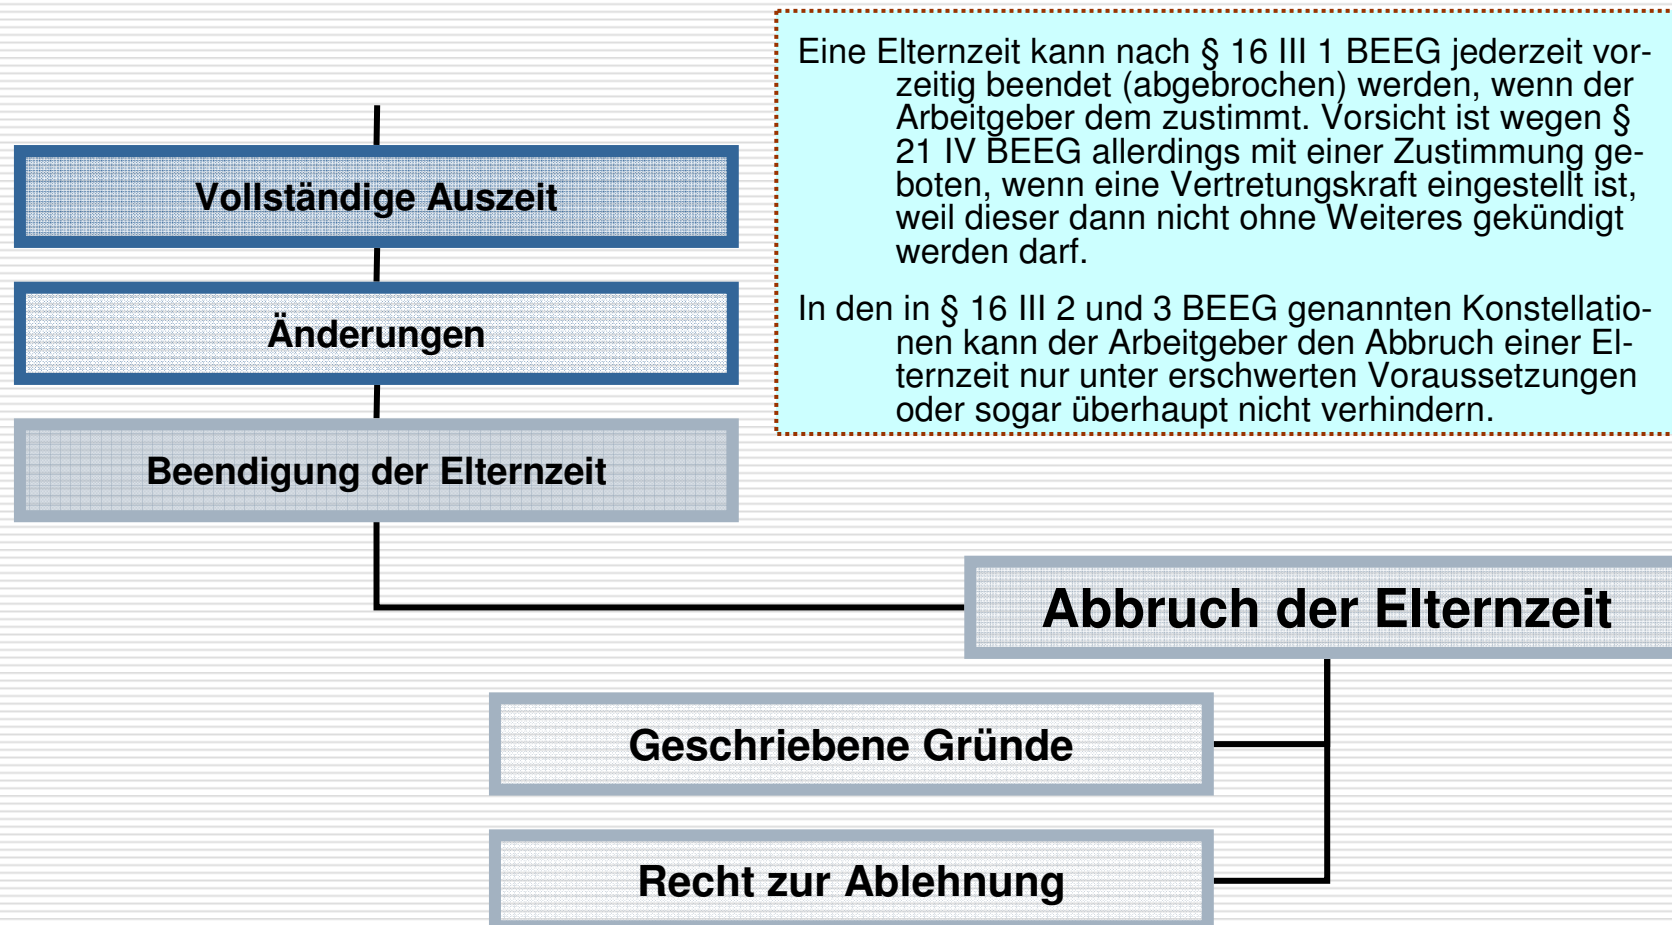 Eine Elternzeit kann nach § 16 III 1 BEEG jederzeit vor-
zeitig beendet (abgebrochen) werden, wenn der
Arbeitgeber dem zustimmt. Vorsicht ist wegen §
21 IV BEEG allerdings mit einer Zustimmung ge-
boten, wenn eine Vertretungskraft eingestellt ist,
weil dieser dann nicht ohne Weiteres gekündigt
werden darf.
In den in § 16 III 2 und 3 BEEG genannten Konstellatio-
nen kann der Arbeitgeber den Abbruch einer El-
ternzeit nur unter erschwerten Voraussetzungen
oder sogar überhaupt nicht verhindern.
Vollständige Auszeit
Änderungen
Beendigung der Elternzeit
Abbruch der Elternzeit
Geschriebene Gründe
Recht zur Ablehnung